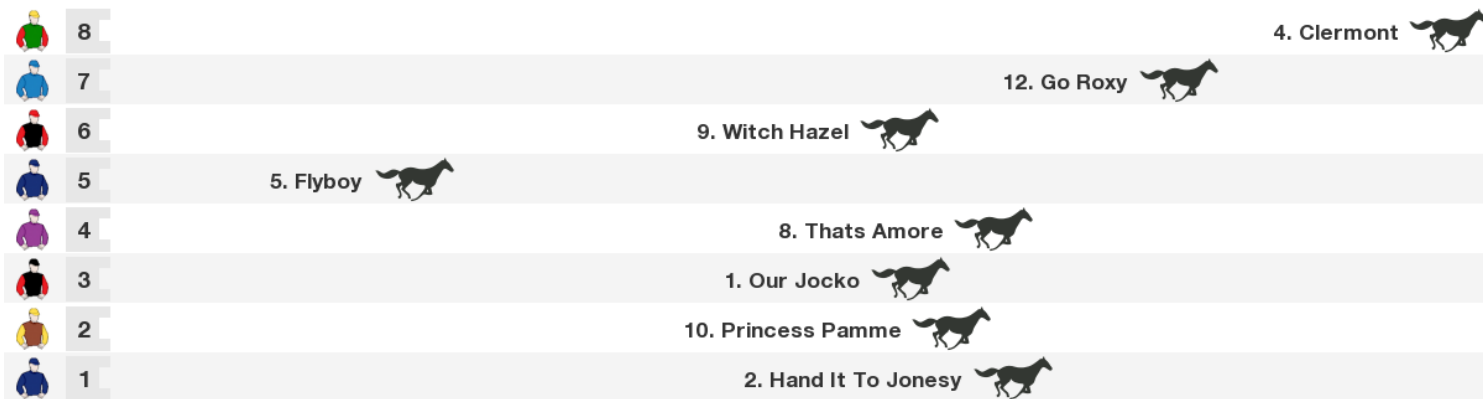 8 4. Clermont
7 12. Go Roxy
6 9. Witch Hazel
5 5. Flyboy
4 8. Thats Amore
3 1. Our Jocko
2 10. Princess Pamme
1 2. Hand It To Jonesy